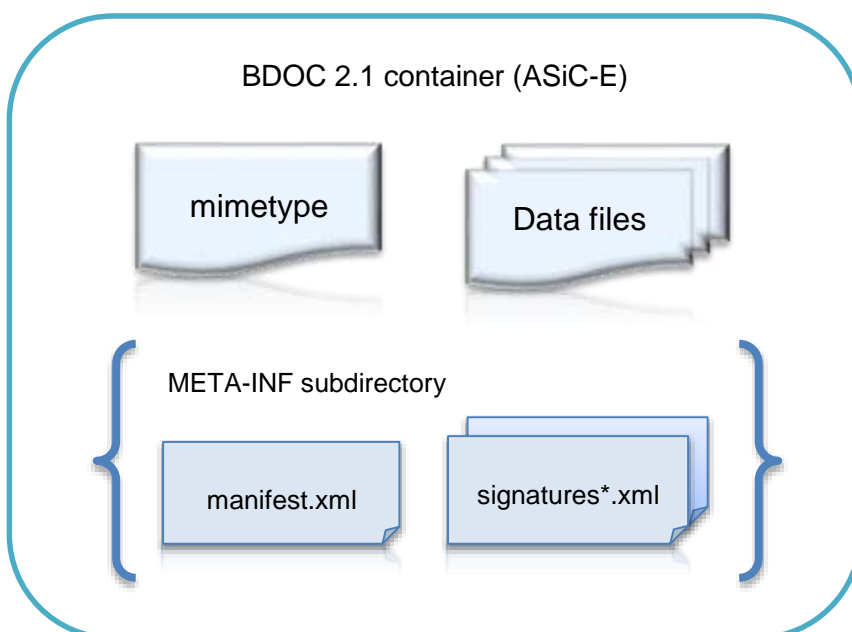 BDOC 2.1 container (ASiC-E)
mimetype
Data files
META-INF subdirectory
manifest.xml
signatures*.xml